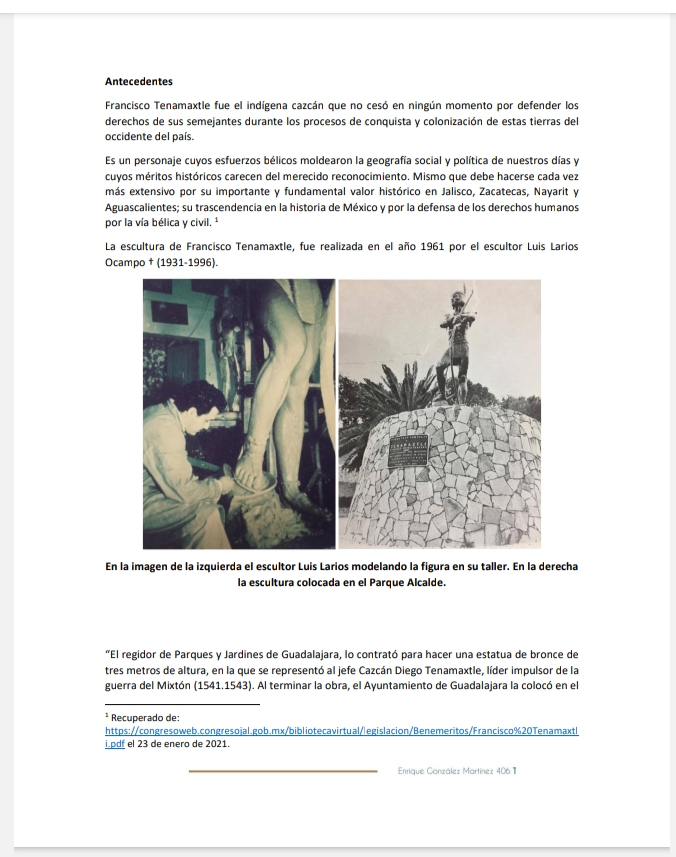 Antecedentes
Francisco Tenamaxtle fue el indígena cazcán que no cesó en ningún momento por defender los
derechos de sus semejantes durante los procesos de conquista y colonización de estas tierras del
occidente del país.
Es un personaje cuyos esfuerzos bélicos moldearon la geografía social y política de nuestros días y
cuyos méritos históricos carecen del merecido reconocimiento. Mismo que debe hacerse cada vez
más extensivo por su importante y fundamental valor histórico en Jalisco, Zacatecas, Nayarit y
Aguascalientes; su trascendencia en la historia de México y por la defensa de los derechos humanos
por la vía bélica y civil. ¹
La escultura de Francisco Tenamaxtle, fue realizada en el año 1961 por el escultor Luis Larios
Ocampo † (1931-1996).
TENAMAXTLE
En la imagen de la izquierda el escultor Luis Larios modelando la figura en su taller. En la derecha
la escultura colocada en el Parque Alcalde.
“El regidor de Parques y Jardines de Guadalajara, lo contrató para hacer una estatua de bronce de
tres metros de altura, en la que se representó al jefe Cazcán Diego Tenamaxtle, líder impulsor de la
guerra del Mixtón (1541.1543). Al terminar la obra, el Ayuntamiento de Guadalajara la colocó en el
¹ Recuperado de:
https://congresoweb.congresojal.gob.mx/bibliotecavirtual/legislacion/Benemeritos/Francisco%20Tenamaxtl
i.pdf el 23 de enero de 2021.
Enrique González Martínez 406 1